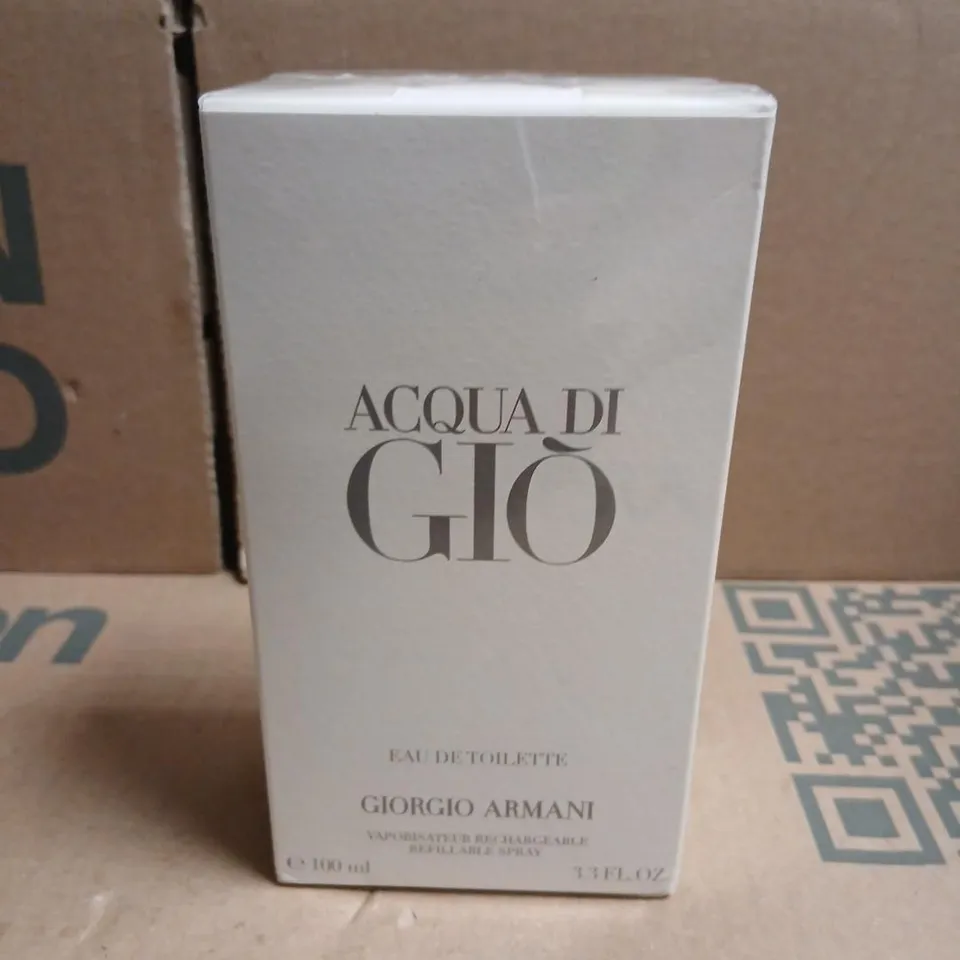 ACQUA DI
GIÒ
EAU DE TOILETTE
GIORGIO ARMANI
VAPORISATEUR RECHARGEABLE
REFILLABLE SPRAY
℮ 100 ml
3.3 FL. OZ